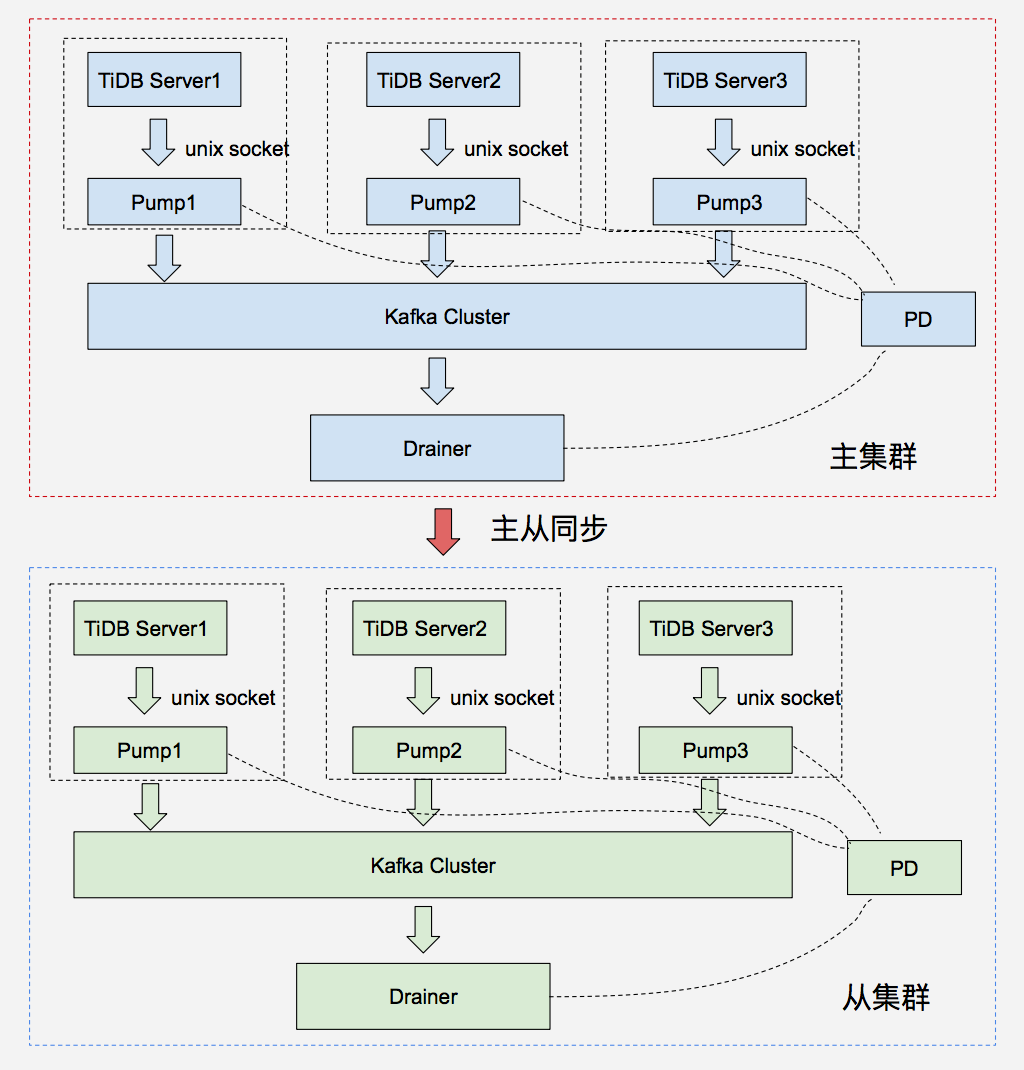 TiDB Server1
TiDB Server2
TiDB Server3
unix socket
unix socket
unix socket
Pump1
Pump2
Pump3
Kafka Cluster
PD
Drainer
主集群
主从同步
TiDB Server1
TiDB Server2
TiDB Server3
unix socket
unix socket
unix socket
Pump1
Pump2
Pump3
Kafka Cluster
PD
Drainer
从集群